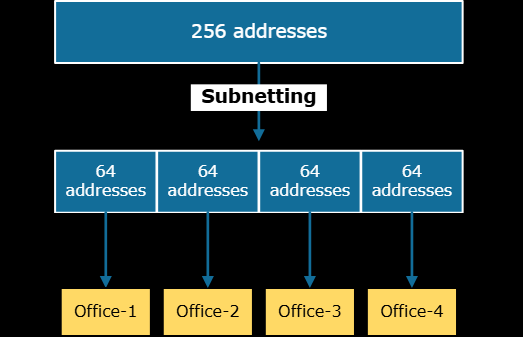 256 addresses
Subnetting
64 64 64 64
addresses addresses addresses addresses
Office-1 Office-2 Office-3 Office-4